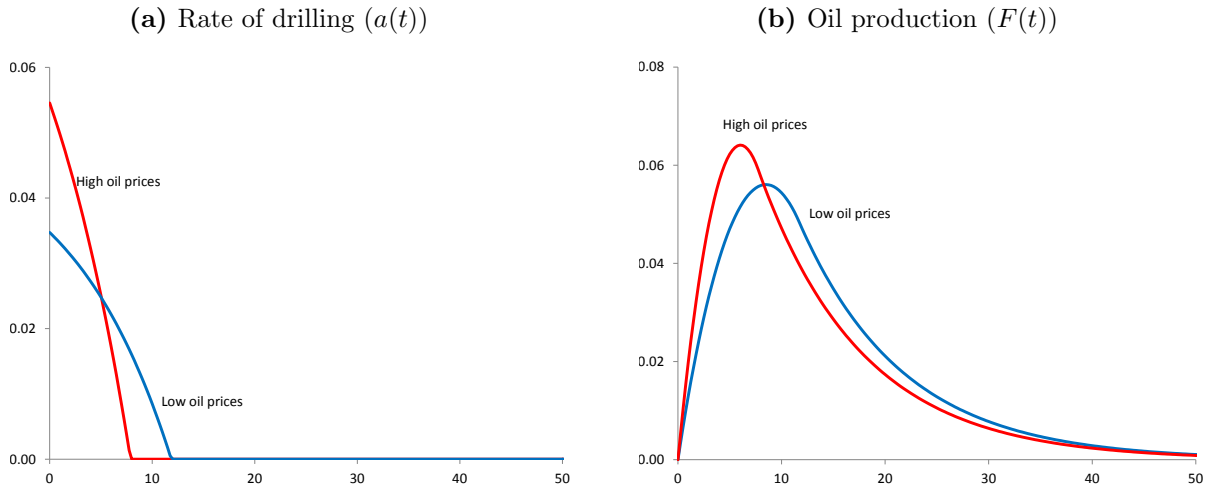 (a) Rate of drilling (a(t))
0.06
0.04
0.02
0.00
0 10 20 30 40 50
High oil prices
Low oil prices
(b) Oil production (F(t))
0.08
0.06
0.04
0.02
0.00
0 10 20 30 40 50
High oil prices
Low oil prices